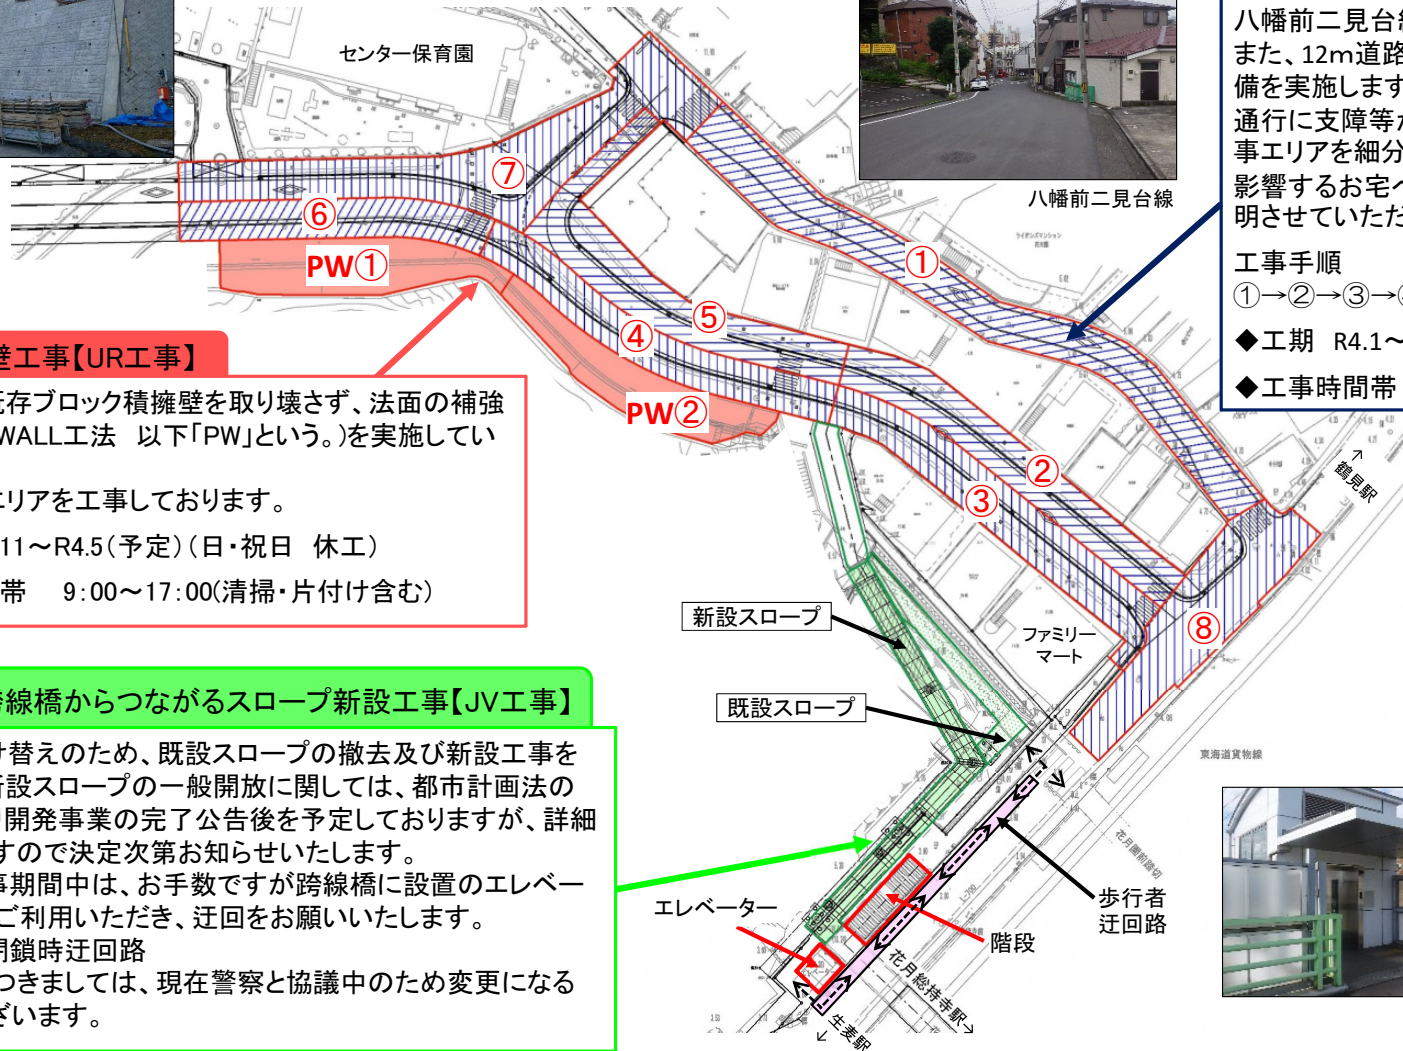 センター保育園
八幡前二見台線
八幡前二見台
また、12m道路
備を実施します
通行に支障等が
事エリアを細分
影響するお宅へ
明させていただ
工事手順
①→②→③→
◆工期 R4.1～
◆工事時間帯
ライオンズマンション
①
②
③
④
⑤
⑥
⑦
⑧
PW①
PW②
壁工事【UR工事】
既存ブロック積擁壁を取り壊さず、法面の補強
WALL工法 以下「PW」という。)を実施してい
エリアを工事しております。
11～R4.5(予定)(日・祝日 休工)
帯 9:00～17:00(清掃・片付け含む)
跨線橋からつながるスロープ新設工事【JV工事】
け替えのため、既設スロープの撤去及び新設工事を
新設スロープの一般開放に関しては、都市計画法の
開発事業の完了公告後を予定しておりますが、詳細
すので決定次第お知らせいたします。
事期間中は、お手数ですが跨線橋に設置のエレベー
ご利用いただき、迂回をお願いいたします。
閉鎖時迂回路
つきましては、現在警察と協議中のため変更になる
ざいます。
新設スロープ
既設スロープ
ファミリー
マート
↑
鶴見駅
東海道貨物線
花月園前踏切
エレベーター
階段
歩行者
迂回路
花月総持寺駅→
生麦駅
↓